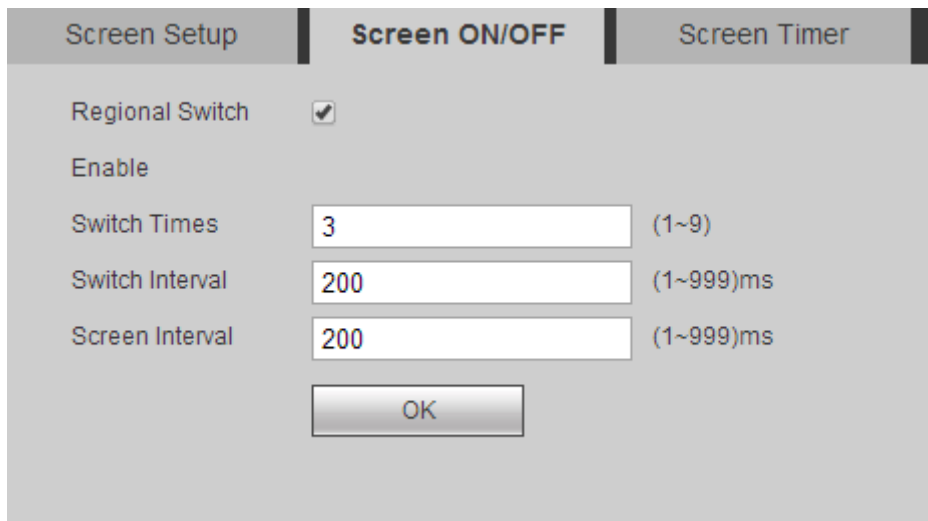 Screen Setup Screen ON/OFF Screen Timer
Regional Switch
Enable
Switch Times 3 (1~9)
Switch Interval 200 (1~999)ms
Screen Interval 200 (1~999)ms
OK